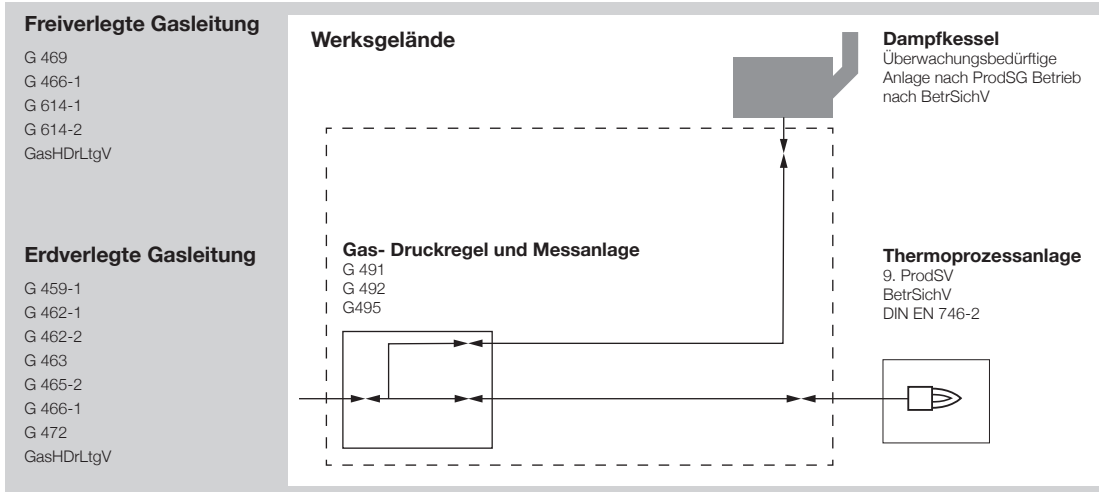 Freiverlegte Gasleitung
G 469
G 466-1
G 614-1
G 614-2
GasHDrLtgV
Erdverlegte Gasleitung
G 459-1
G 462-1
G 462-2
G 463
G 465-2
G 466-1
G 472
GasHDrLtgV
Werksgelände
Dampfkessel
Überwachungsbedürftige
Anlage nach ProdSG Betrieb
nach BetrSichV
Gas- Druckregel und Messanlage
G 491
G 492
G495
Thermoprozessanlage
9. ProdSV
BetrSichV
DIN EN 746-2